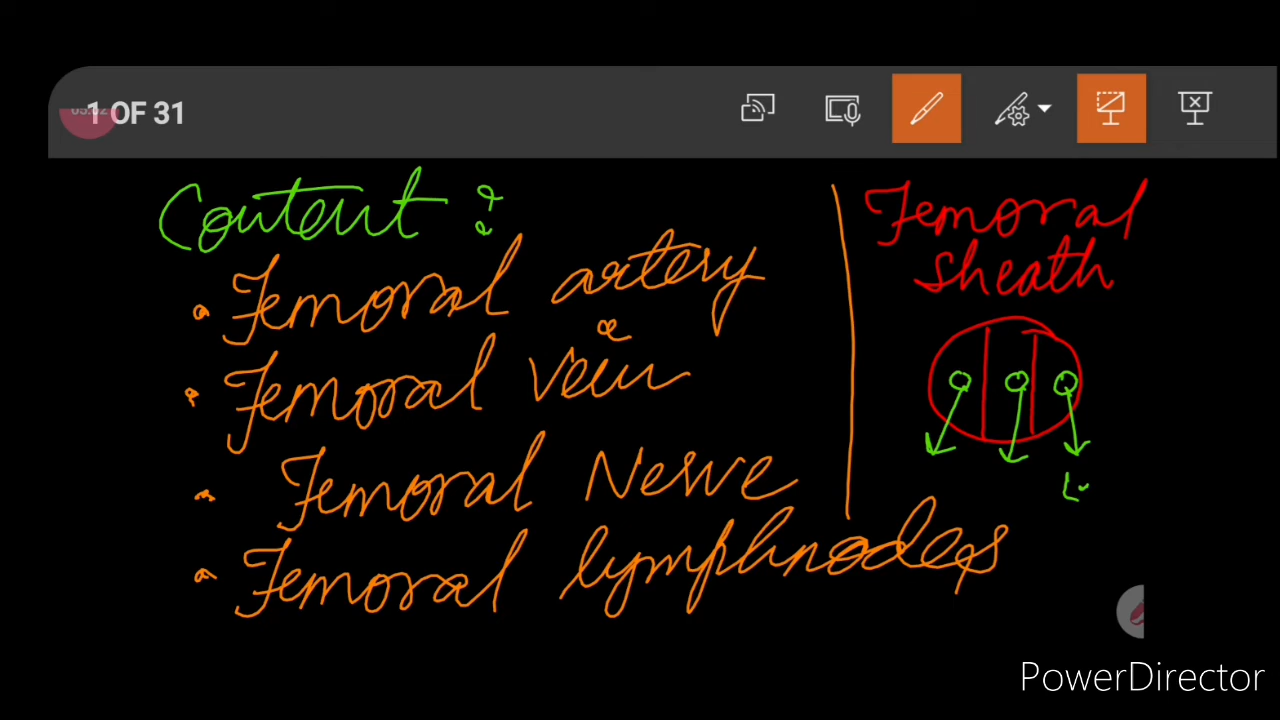 1 OF 31
Content :
• Femoral artery
• Femoral vein
• Femoral Nerve
• Femoral lymphnodes
Femoral
sheath
PowerDirector